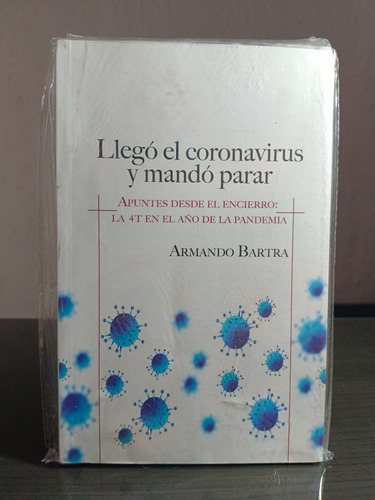 Llegó el coronavirus
y mandó parar
APUNTES DESDE EL ENCIERRO:
LA 4T EN EL AÑO DE LA PANDEMIA
ARMANDO BARTRA